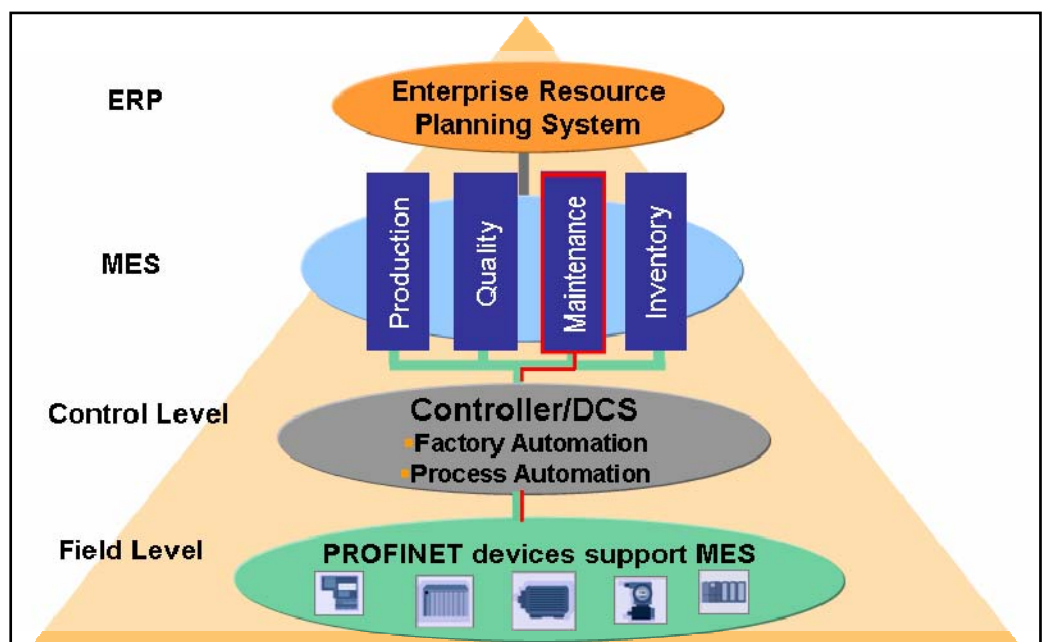 ERP
Enterprise Resource
Planning System
MES
Production
Quality
Maintenance
Inventory
Control Level
Controller/DCS
▪Factory Automation
▪Process Automation
Field Level
PROFINET devices support MES